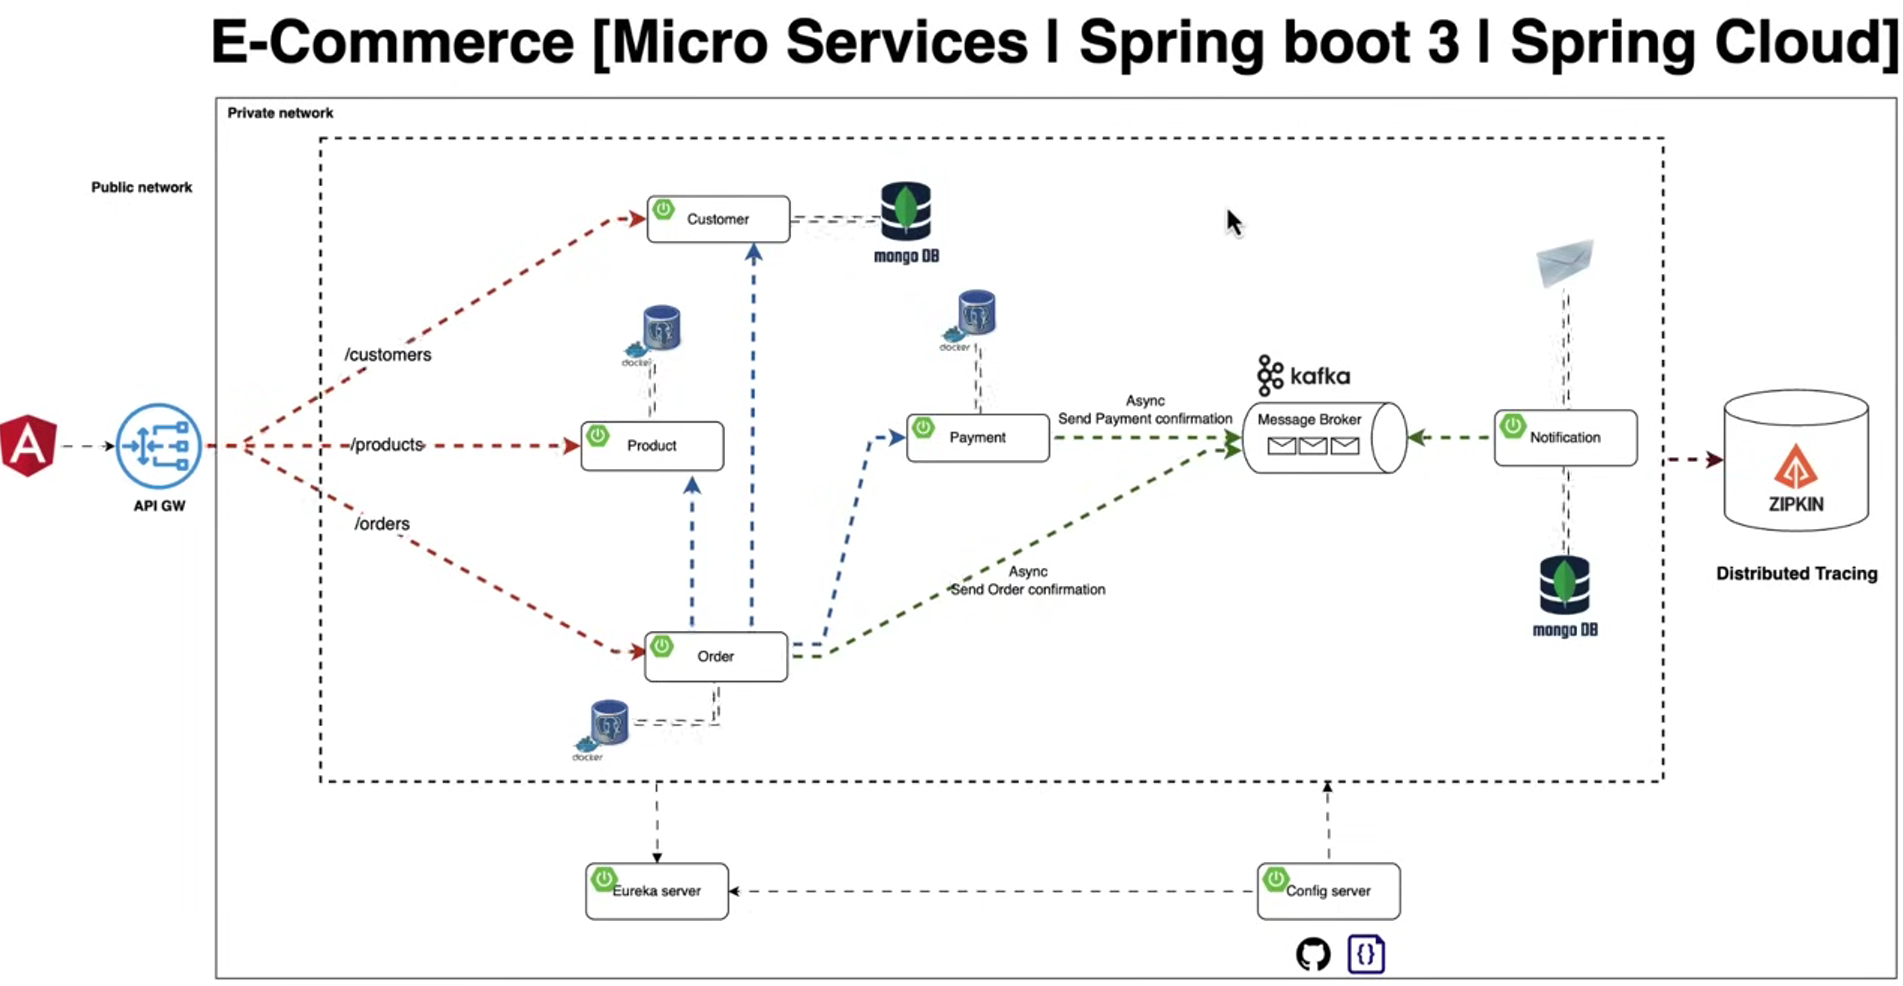 E-Commerce [Micro Services | Spring boot 3 | Spring Cloud]
Private network
Public network
Customer
mongo DB
docker
docker
/customers
kafka
Async
Send Payment confirmation
Message Broker
/products
Product
Payment
Notification
API GW
ZIPKIN
/orders
Async
Send Order confirmation
Distributed Tracing
mongo DB
Order
docker
Eureka server
Config server
{}